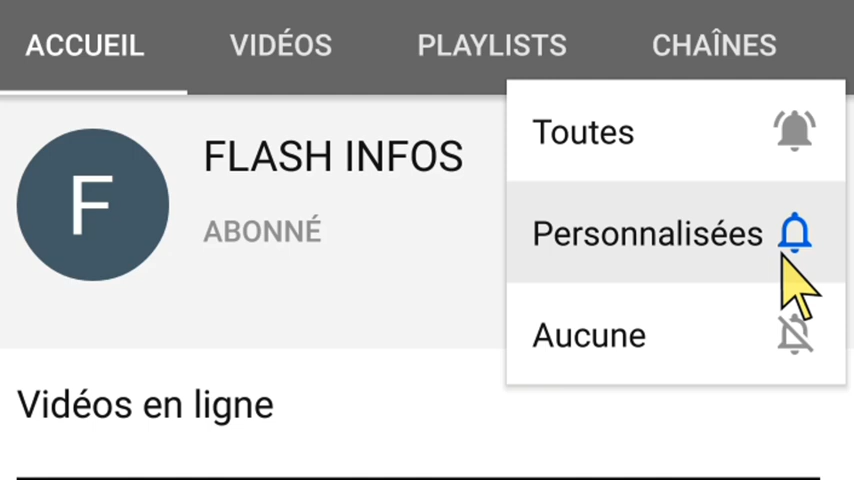 ACCUEIL VIDÉOS PLAYLISTS CHAÎNES
F
FLASH INFOS
ABONNÉ
Toutes
Personnalisées
Aucune
Vidéos en ligne